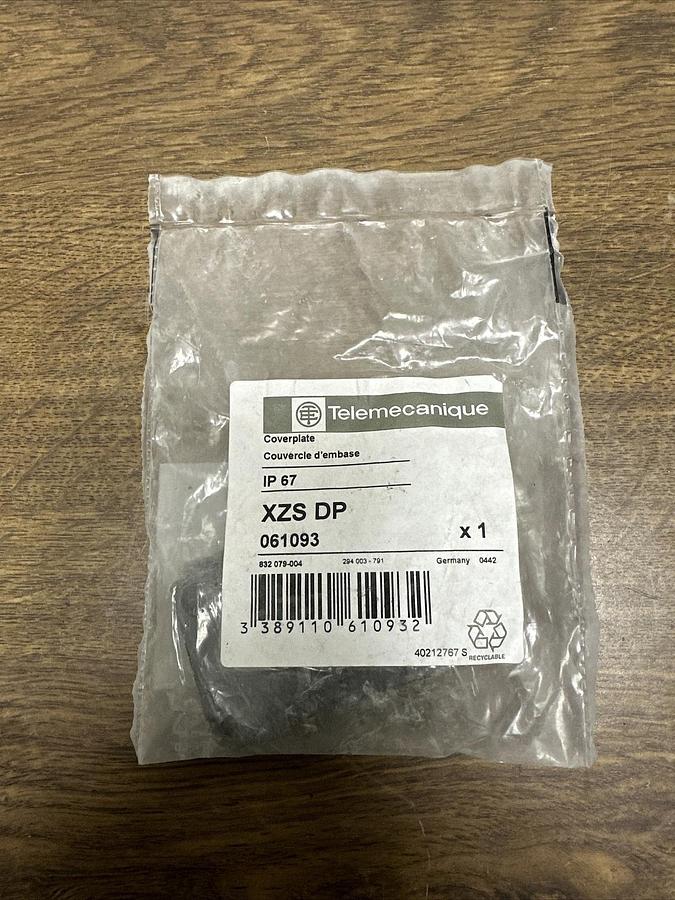 Telemecanique
Coverplate
Couvercle d'embase
IP 67
XZS DP
061093 x 1
832 079-004 294 003 - 791 Germany 0442
3 389110 610932
40212767 S
RECYCLABLE